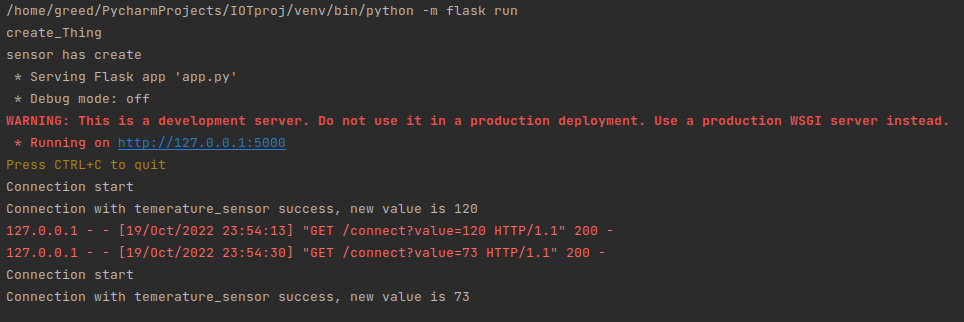 /home/greed/PycharmProjects/IOTproj/venv/bin/python -m flask run
create_Thing
sensor has create
 * Serving Flask app 'app.py'
 * Debug mode: off
WARNING: This is a development server. Do not use it in a production deployment. Use a production WSGI server instead.
 * Running on http://127.0.0.1:5000
Press CTRL+C to quit
Connection start
Connection with temerature_sensor success, new value is 120
127.0.0.1 - - [19/Oct/2022 23:54:13] "GET /connect?value=120 HTTP/1.1" 200 -
127.0.0.1 - - [19/Oct/2022 23:54:30] "GET /connect?value=73 HTTP/1.1" 200 -
Connection start
Connection with temerature_sensor success, new value is 73